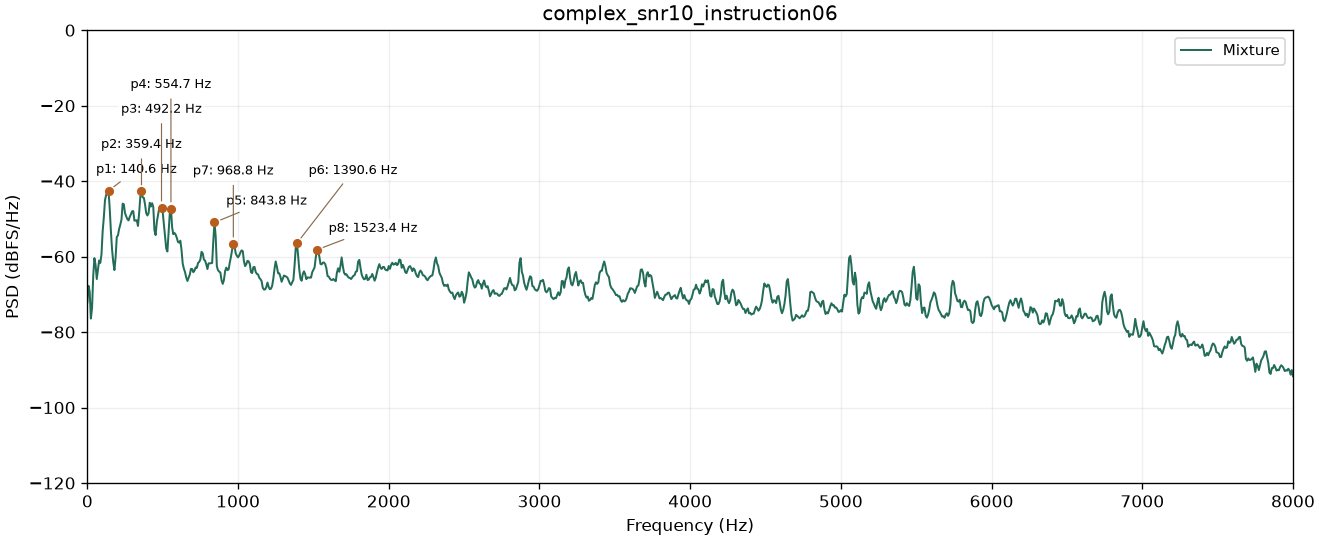 complex_snr10_instruction06
Mixture
p4: 554.7 Hz
p3: 492.2 Hz
p2: 359.4 Hz
p1: 140.6 Hz
p7: 968.8 Hz
p6: 1390.6 Hz
p5: 843.8 Hz
p8: 1523.4 Hz
PSD (dBFS/Hz)
0
−20
−40
−60
−80
−100
−120
0 1000 2000 3000 4000 5000 6000 7000 8000
Frequency (Hz)